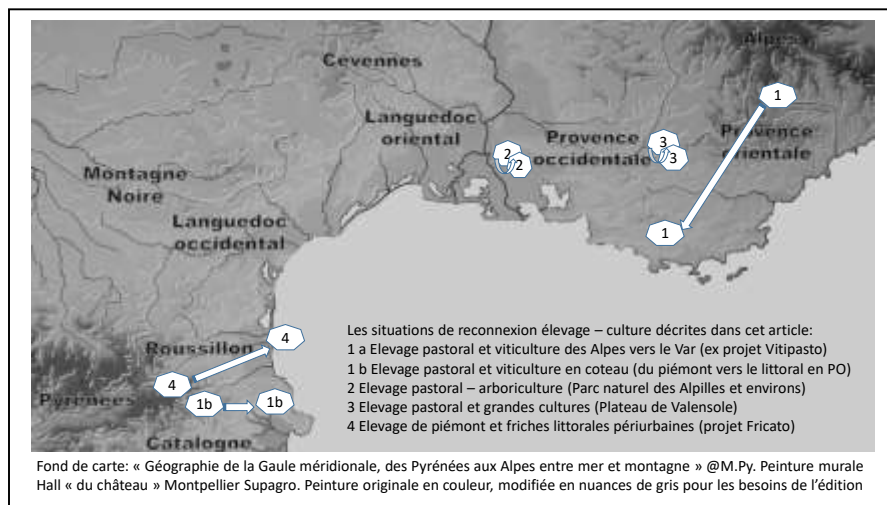 Alpes
1
Cevennes
Languedoc
oriental
2
2
Provence
occidentale
3
3
Provence
orientale
Montagne
Noire
Languedoc
occidental
1
4
Roussillon
4
Pyrénées
1b
1b
Catalogne
Les situations de reconnexion élevage – culture décrites dans cet article:
1 a Elevage pastoral et viticulture des Alpes vers le Var (ex projet Vitipasto)
1 b Elevage pastoral et viticulture en coteau (du piémont vers le littoral en PO)
2 Elevage pastoral – arboriculture (Parc naturel des Alpilles et environs)
3 Elevage pastoral et grandes cultures (Plateau de Valensole)
4 Elevage de piémont et friches littorales périurbaines (projet Fricato)
Fond de carte: « Géographie de la Gaule méridionale, des Pyrénées aux Alpes entre mer et montagne » @M.Py. Peinture murale
Hall « du château » Montpellier Supagro. Peinture originale en couleur, modifiée en nuances de gris pour les besoins de l’édition